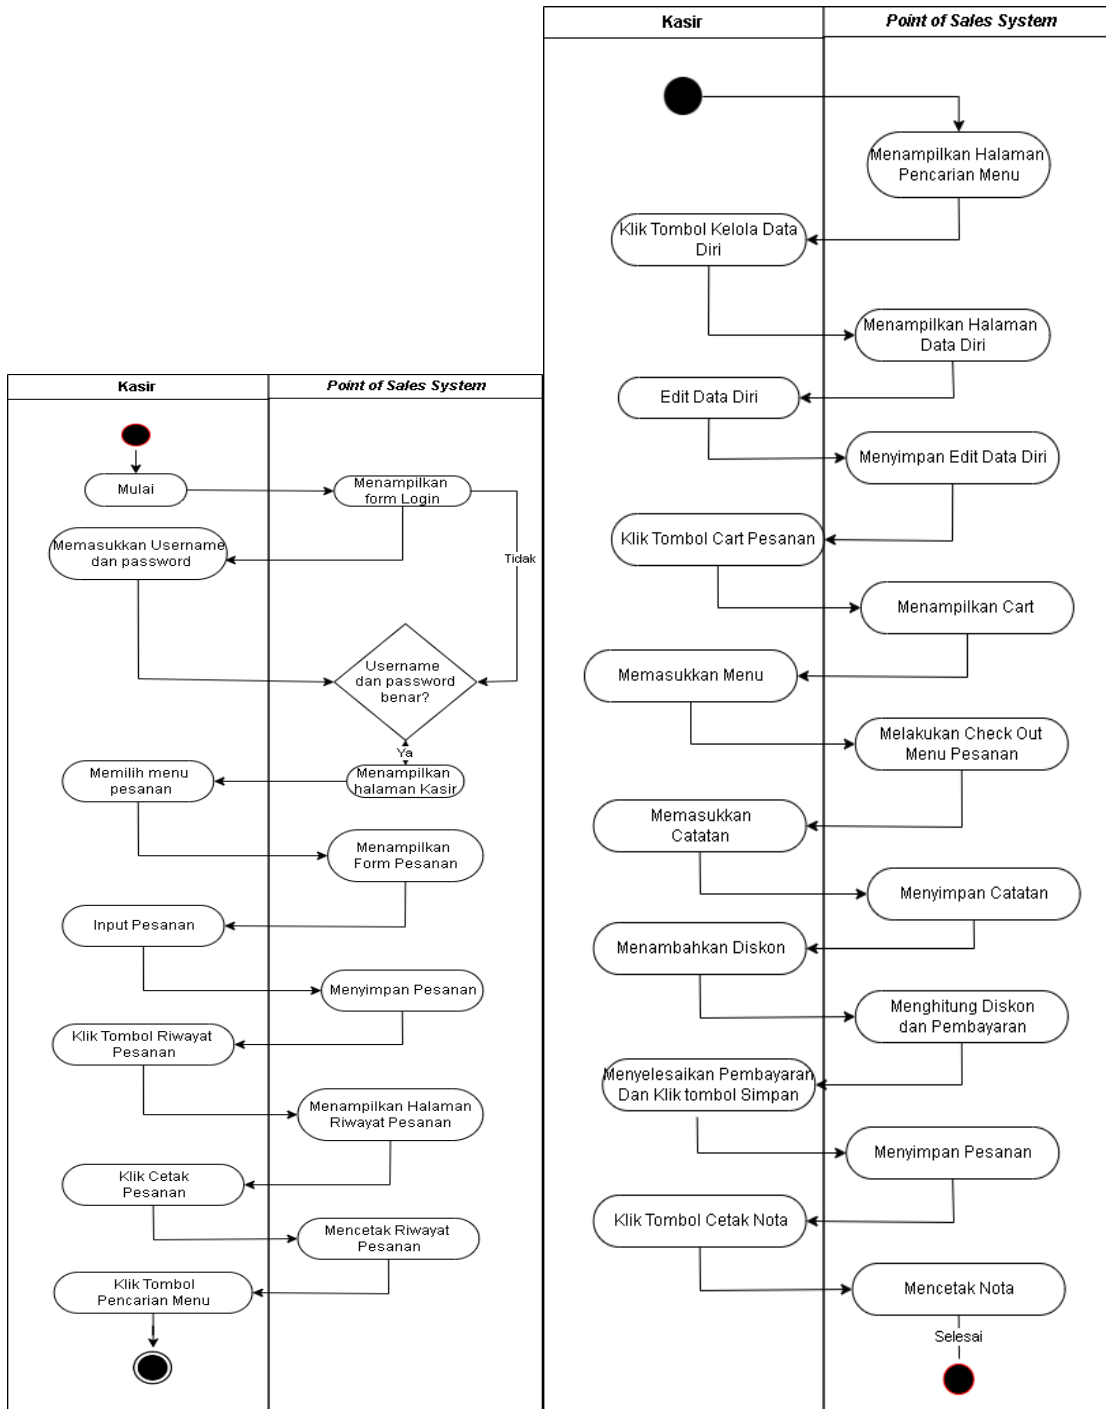 Kasir
Point of Sales System
Mulai
Menampilkan
form Login
Memasukkan Username
dan password
Tidak
Username
dan password
benar?
Ya
Menampilkan
halaman Kasir
Memilih menu
pesanan
Menampilkan
Form Pesanan
Input Pesanan
Menyimpan Pesanan
Klik Tombol Riwayat
Pesanan
Menampilkan Halaman
Riwayat Pesanan
Klik Cetak
Pesanan
Mencetak Riwayat
Pesanan
Klik Tombol
Pencarian Menu
Kasir
Point of Sales System
Menampilkan Halaman
Pencarian Menu
Klik Tombol Kelola Data
Diri
Menampilkan Halaman
Data Diri
Edit Data Diri
Menyimpan Edit Data Diri
Klik Tombol Cart Pesanan
Menampilkan Cart
Memasukkan Menu
Melakukan Check Out
Menu Pesanan
Memasukkan
Catatan
Menyimpan Catatan
Menambahkan Diskon
Menghitung Diskon
dan Pembayaran
Menyelesaikan Pembayaran
Dan Klik tombol Simpan
Menyimpan Pesanan
Klik Tombol Cetak Nota
Mencetak Nota
Selesai